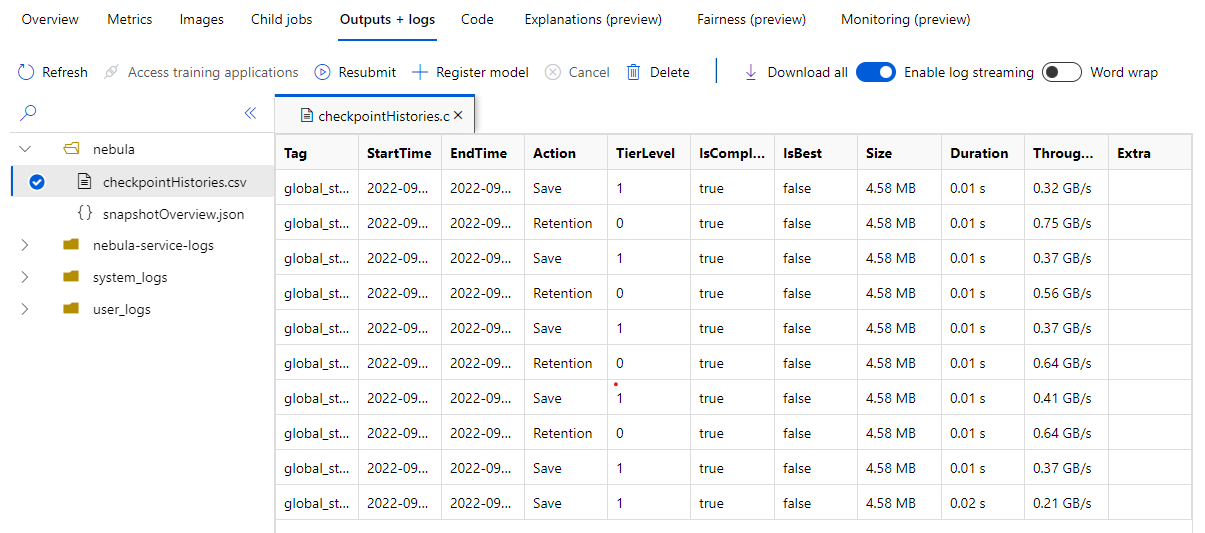 Overview Metrics Images Child jobs Outputs + logs Code Explanations (preview) Fairness (preview) Monitoring (preview)
Refresh Access training applications Resubmit Register model Cancel Delete Download all Enable log streaming Word wrap
checkpointHistories.c
nebula
checkpointHistories.csv
snapshotOverview.json
nebula-service-logs
system_logs
user_logs
Tag StartTime EndTime Action TierLevel IsCompl... IsBest Size Duration Throug... Extra
global_st... 2022-09... 2022-09... Save 1 true false 4.58 MB 0.01 s 0.32 GB/s
global_st... 2022-09... 2022-09... Retention 0 true false 4.58 MB 0.01 s 0.75 GB/s
global_st... 2022-09... 2022-09... Save 1 true false 4.58 MB 0.01 s 0.37 GB/s
global_st... 2022-09... 2022-09... Retention 0 true false 4.58 MB 0.01 s 0.56 GB/s
global_st... 2022-09... 2022-09... Save 1 true false 4.58 MB 0.01 s 0.37 GB/s
global_st... 2022-09... 2022-09... Retention 0 true false 4.58 MB 0.01 s 0.64 GB/s
global_st... 2022-09... 2022-09... Save 1 true false 4.58 MB 0.01 s 0.41 GB/s
global_st... 2022-09... 2022-09... Retention 0 true false 4.58 MB 0.01 s 0.64 GB/s
global_st... 2022-09... 2022-09... Save 1 true false 4.58 MB 0.01 s 0.37 GB/s
global_st... 2022-09... 2022-09... Save 1 true false 4.58 MB 0.02 s 0.21 GB/s